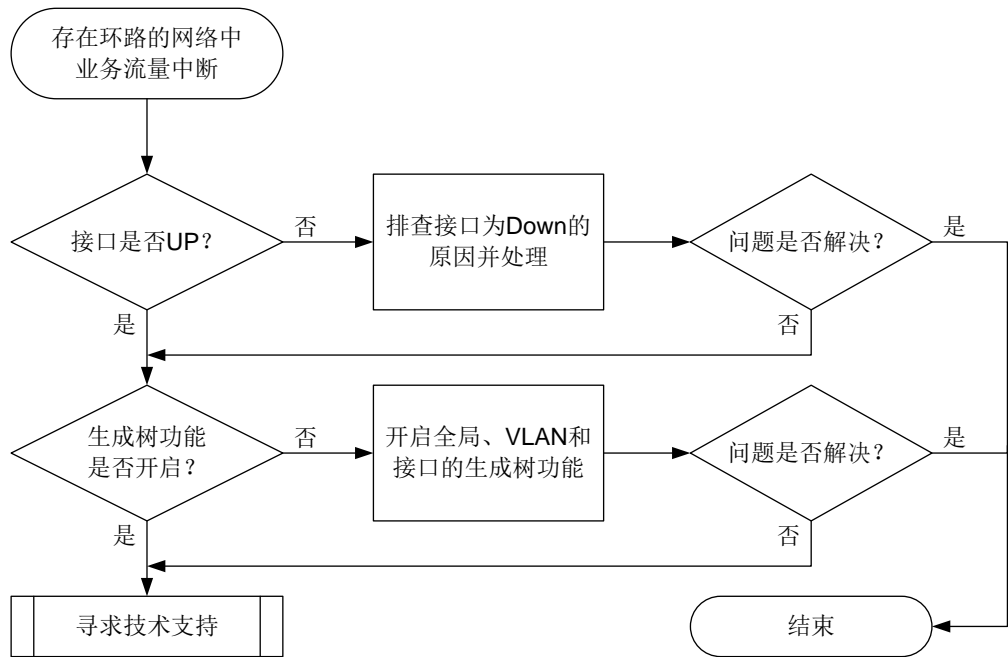 存在环路的网络中
业务流量中断
接口是否UP？
否
排查接口为Down的
原因并处理
问题是否解决？
是
是
否
生成树功能
是否开启？
否
开启全局、VLAN和
接口的生成树功能
问题是否解决？
是
是
否
寻求技术支持
结束